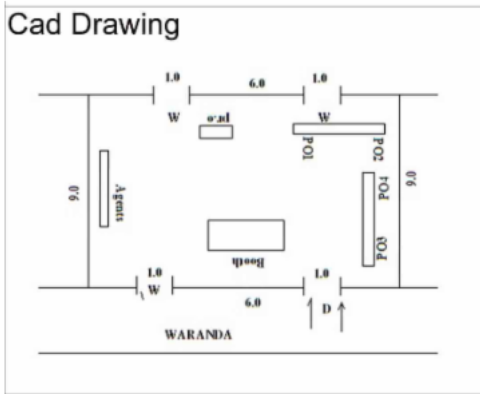 Cad Drawing
1.0 6.0 1.0
W pr.o W
PO1 PO2
9.0 Agents PO4 9.0
PO3
Booth
1.0 1.0
W 6.0 D
WARANDA